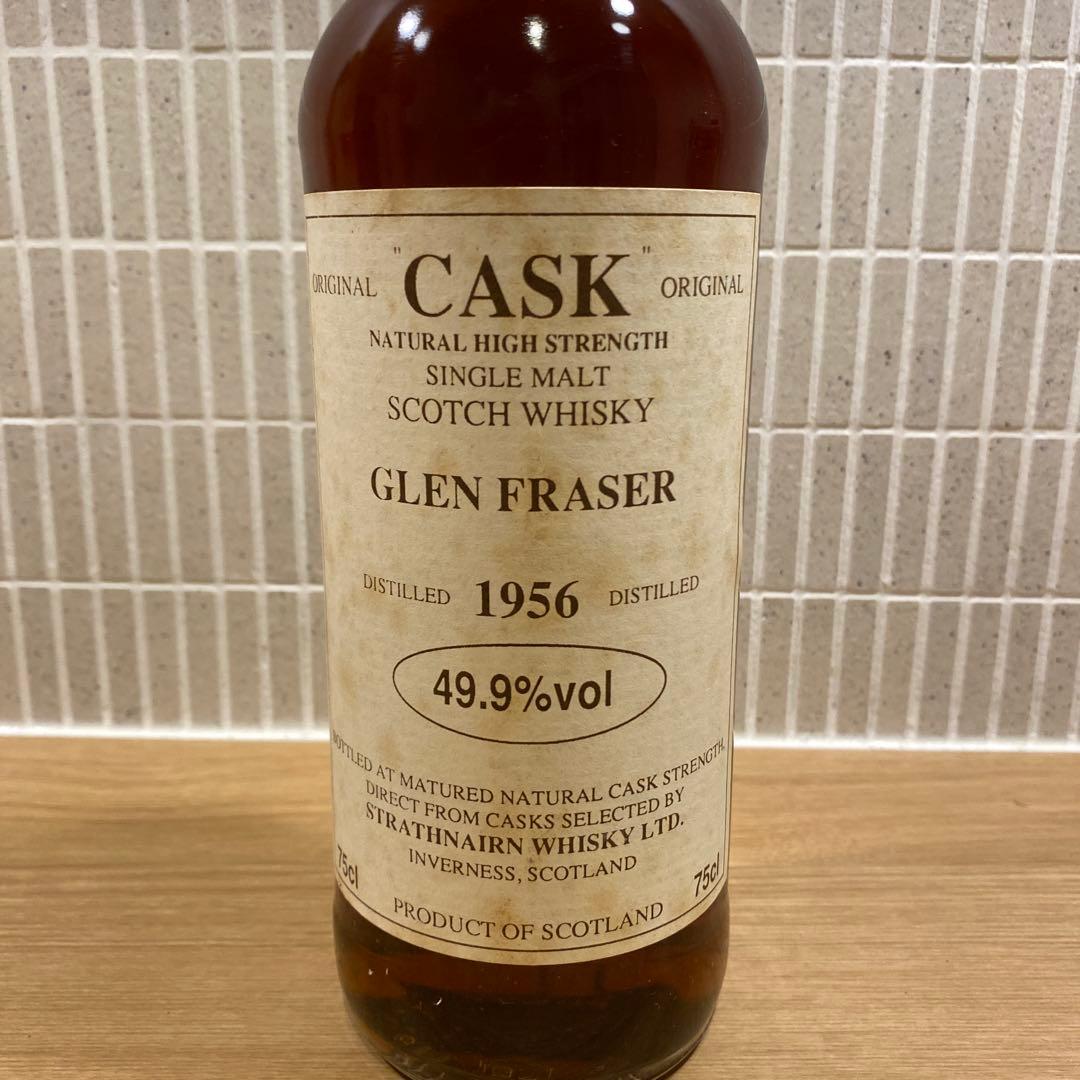 "CASK"
ORIGINAL ORIGINAL
NATURAL HIGH STRENGTH
SINGLE MALT
SCOTCH WHISKY
GLEN FRASER
DISTILLED 1956 DISTILLED
49.9%vol
BOTTLED AT MATURED NATURAL CASK STRENGTH,
DIRECT FROM CASKS SELECTED BY
STRATHNAIRN WHISKY LTD.
INVERNESS, SCOTLAND
75cl 75cl
PRODUCT OF SCOTLAND